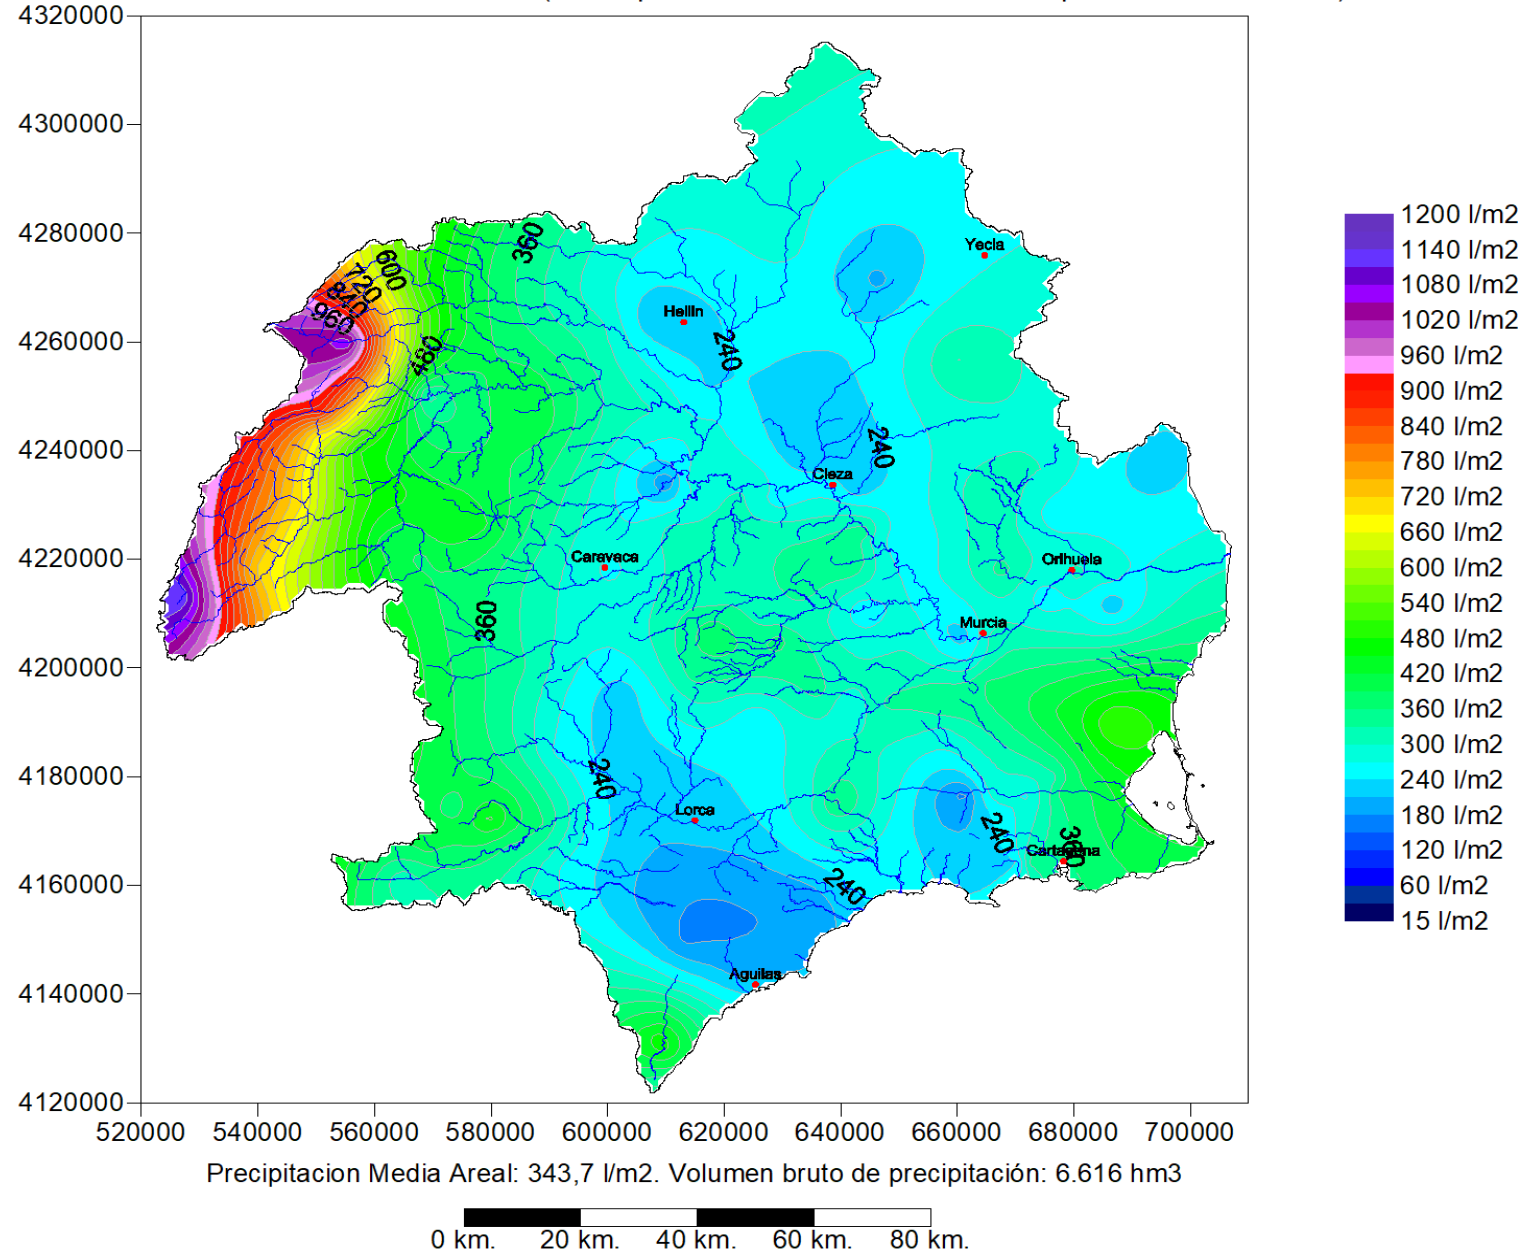 4320000
4300000
4280000
4260000
4240000
4220000
4200000
4180000
4160000
4140000
4120000
520000 540000 560000 580000 600000 620000 640000 660000 680000 700000
360
600
720
840
960
480
240
240
360
240
240
360
240
Yecla
Hellin
Cieza
Caravaca
Orihuela
Murcia
Lorca
Cartagena
Aguilas
1200 l/m2
1140 l/m2
1080 l/m2
1020 l/m2
960 l/m2
900 l/m2
840 l/m2
780 l/m2
720 l/m2
660 l/m2
600 l/m2
540 l/m2
480 l/m2
420 l/m2
360 l/m2
300 l/m2
240 l/m2
180 l/m2
120 l/m2
60 l/m2
15 l/m2
Precipitacion Media Areal: 343,7 l/m2. Volumen bruto de precipitación: 6.616 hm3
0 km. 20 km. 40 km. 60 km. 80 km.